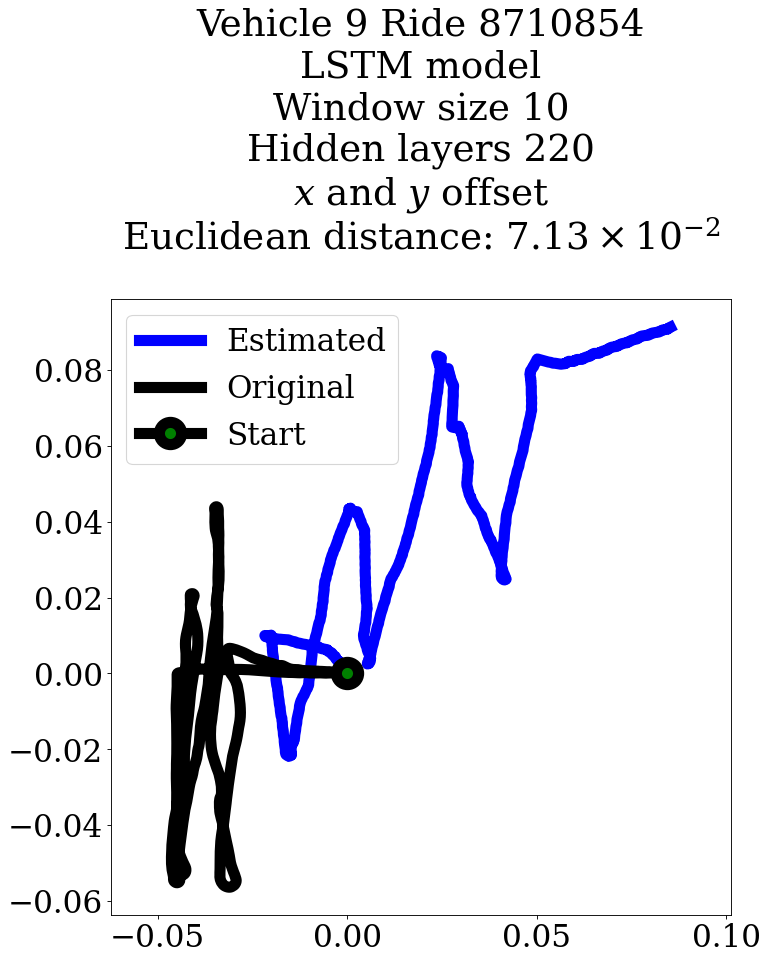 Vehicle 9 Ride 8710854
LSTM model
Window size 10
Hidden layers 220
x and y offset
Euclidean distance: 7.13 × 10⁻²
Estimated
Original
Start
0.08
0.06
0.04
0.02
0.00
−0.02
−0.04
−0.06
−0.05 0.00 0.05 0.10